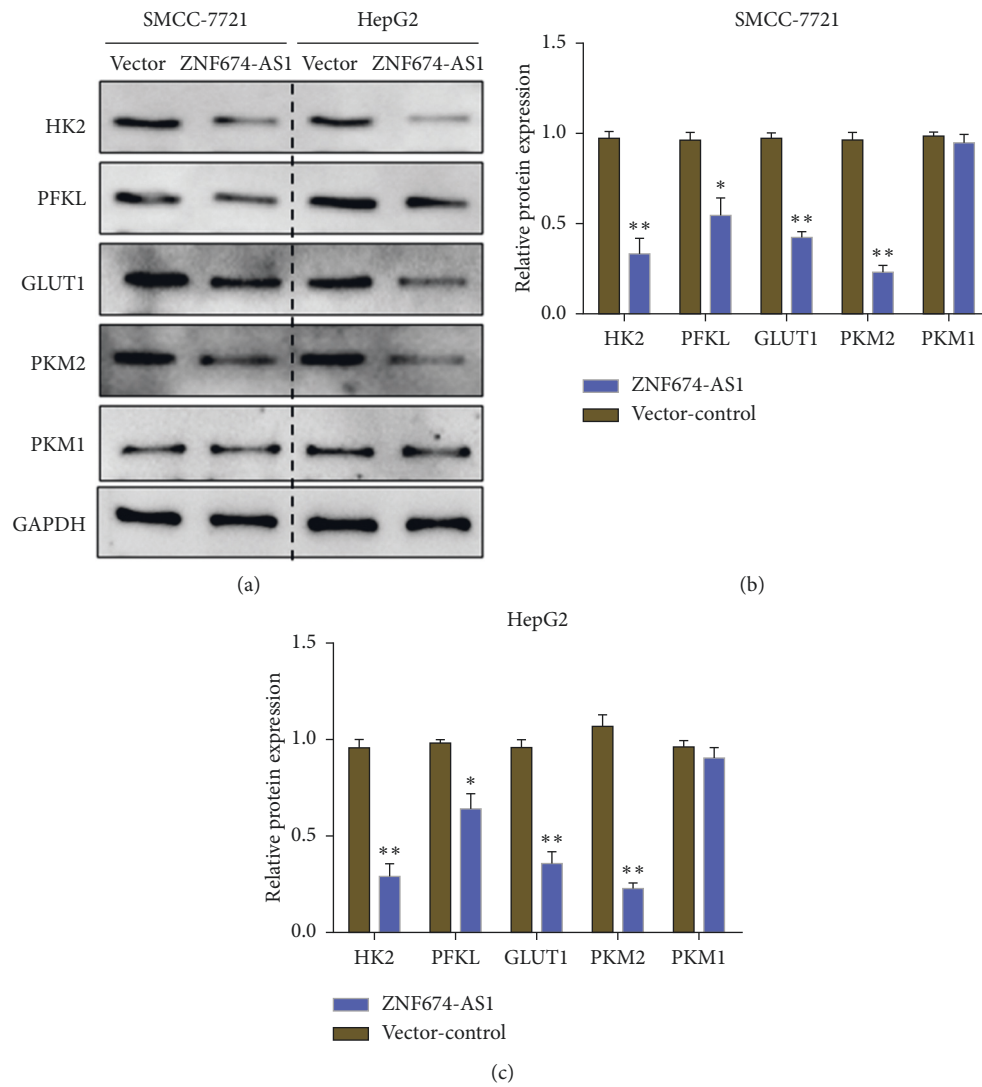 SMCC-7721 HepG2
Vector ZNF674-AS1 Vector ZNF674-AS1
HK2
PFKL
GLUT1
PKM2
PKM1
GAPDH
(a)
SMCC-7721
Relative protein expression
1.5
1.0
0.5
0.0
** * ** **
HK2 PFKL GLUT1 PKM2 PKM1
ZNF674-AS1
Vector-control
(b)
HepG2
Relative protein expression
1.5
1.0
0.5
0.0
** * ** **
HK2 PFKL GLUT1 PKM2 PKM1
ZNF674-AS1
Vector-control
(c)